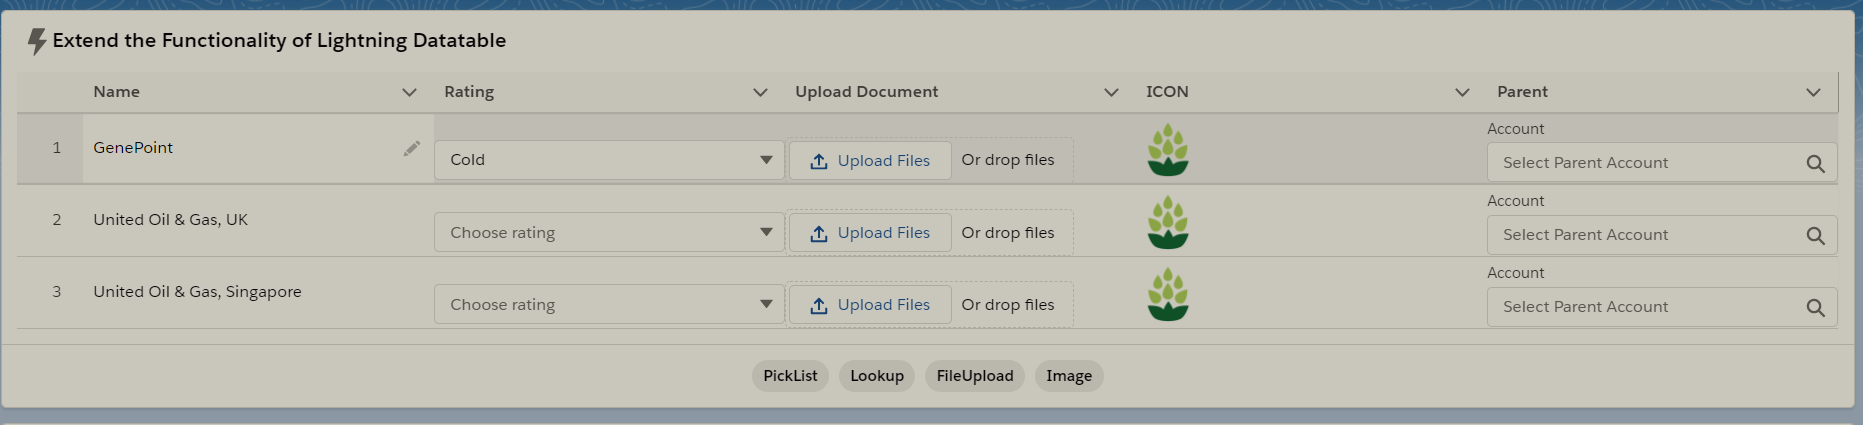 Extend the Functionality of Lightning Datatable
Name Rating Upload Document ICON Parent
1 GenePoint Cold Upload Files Or drop files Account Select Parent Account
2 United Oil & Gas, UK Choose rating Upload Files Or drop files Account Select Parent Account
3 United Oil & Gas, Singapore Choose rating Upload Files Or drop files Account Select Parent Account
PickList Lookup FileUpload Image